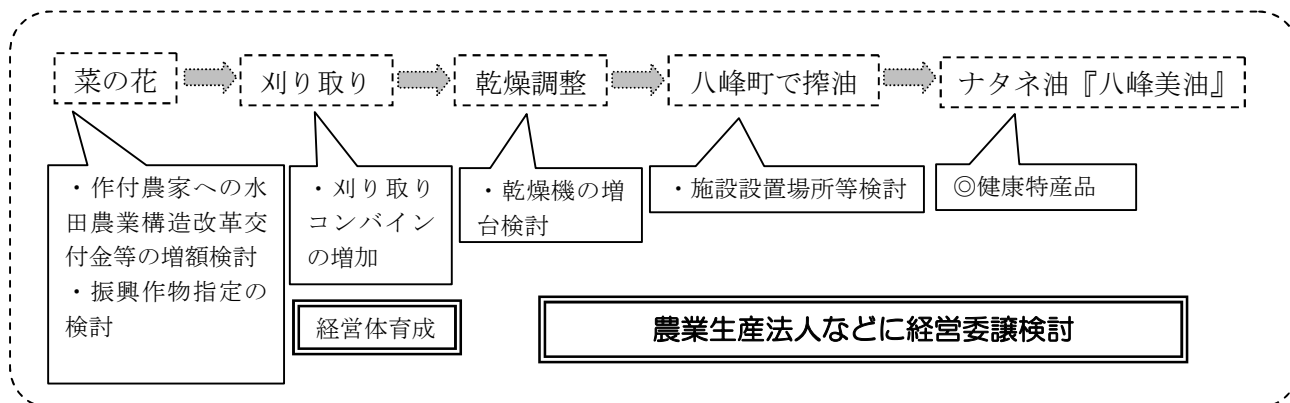 菜の花
刈り取り
乾燥調整
八峰町で搾油
ナタネ油『八峰美油』
・作付農家への水
田農業構造改革交
付金等の増額検討
・振興作物指定の
検討
・刈り取り
コンバイン
の増加
・乾燥機の増
台検討
・施設設置場所等検討
◎健康特産品
経営体育成
農業生産法人などに経営委譲検討